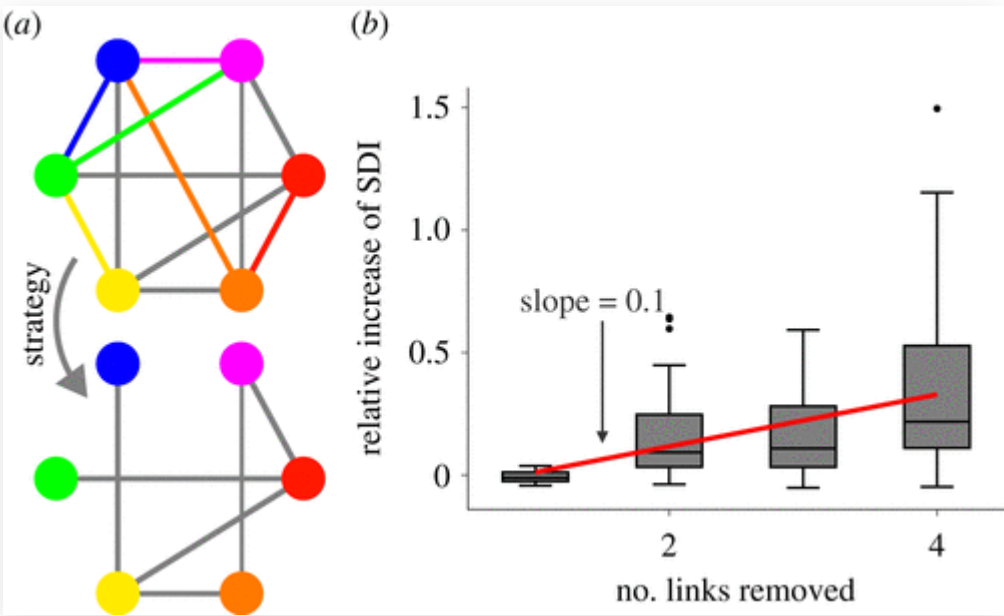 (a)
strategy
(b)
relative increase of SDI
1.5
1.0
0.5
0
slope = 0.1
2
4
no. links removed